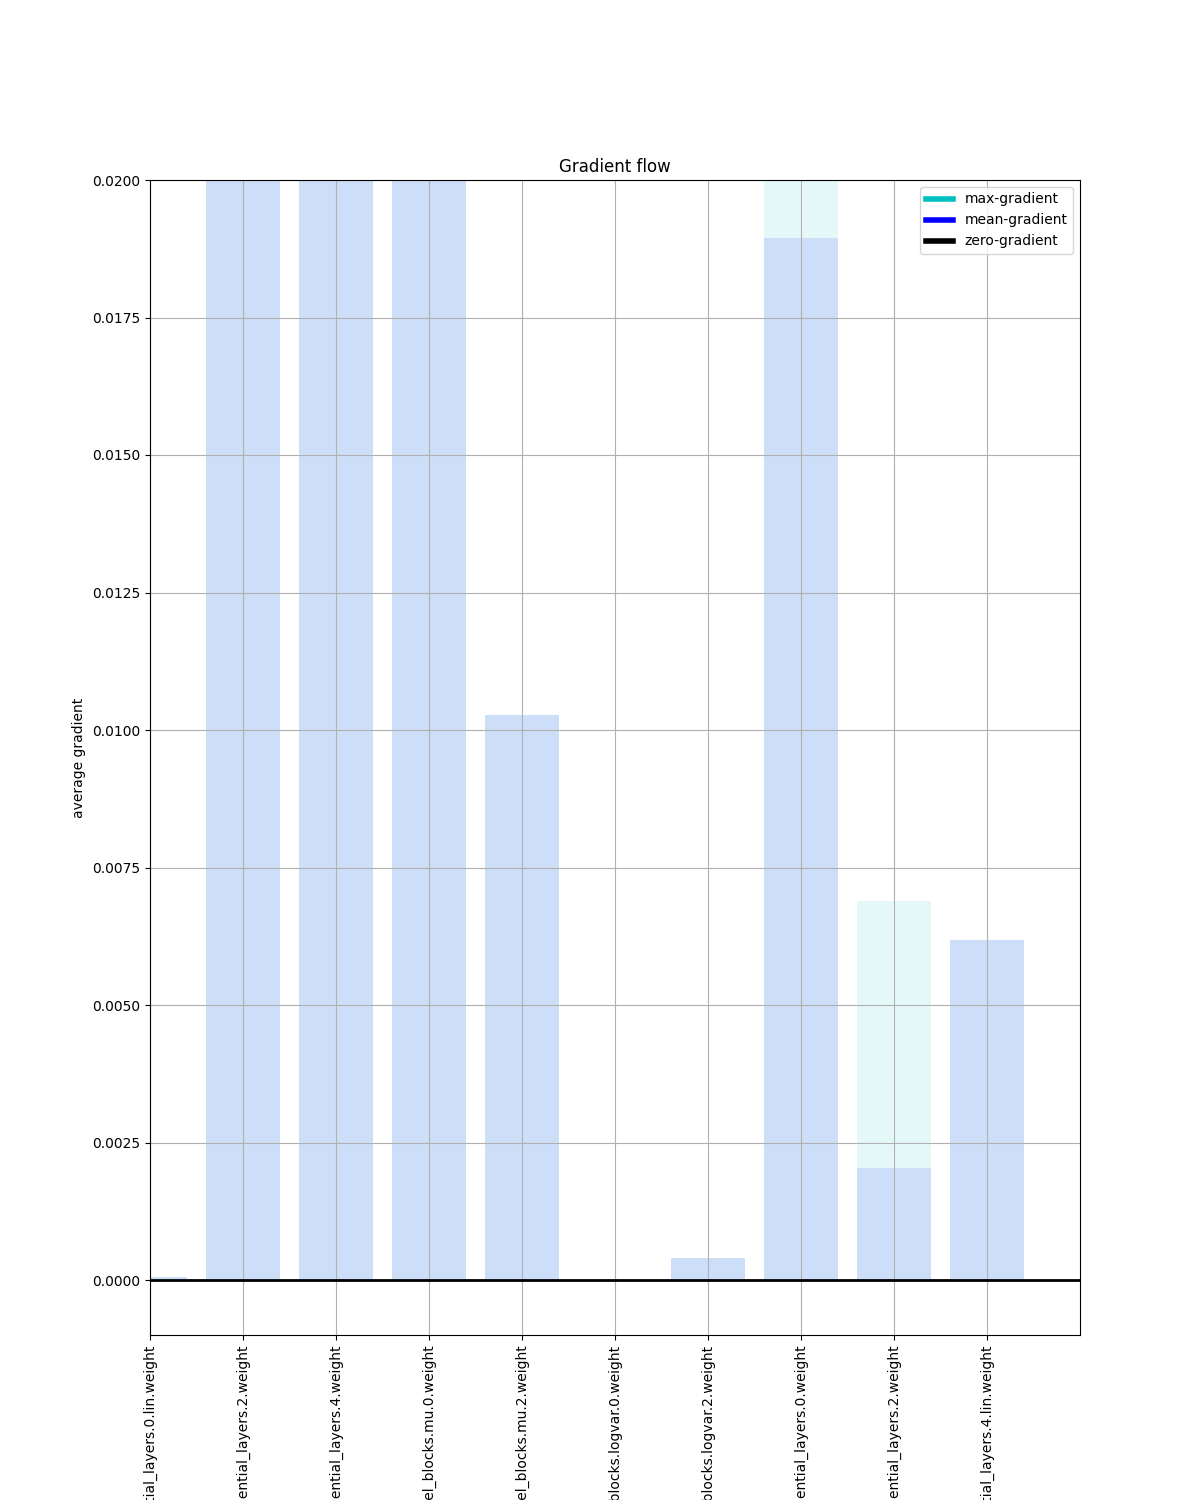 Gradient flow
max-gradient
mean-gradient
zero-gradient
0.0200
0.0175
0.0150
0.0125
0.0100
0.0075
0.0050
0.0025
0.0000
average gradient
tial_layers.0.lin.weight
ential_layers.2.weight
ential_layers.4.weight
el_blocks.mu.0.weight
el_blocks.mu.2.weight
blocks.logvar.0.weight
blocks.logvar.2.weight
ential_layers.0.weight
ential_layers.2.weight
tial_layers.4.lin.weight